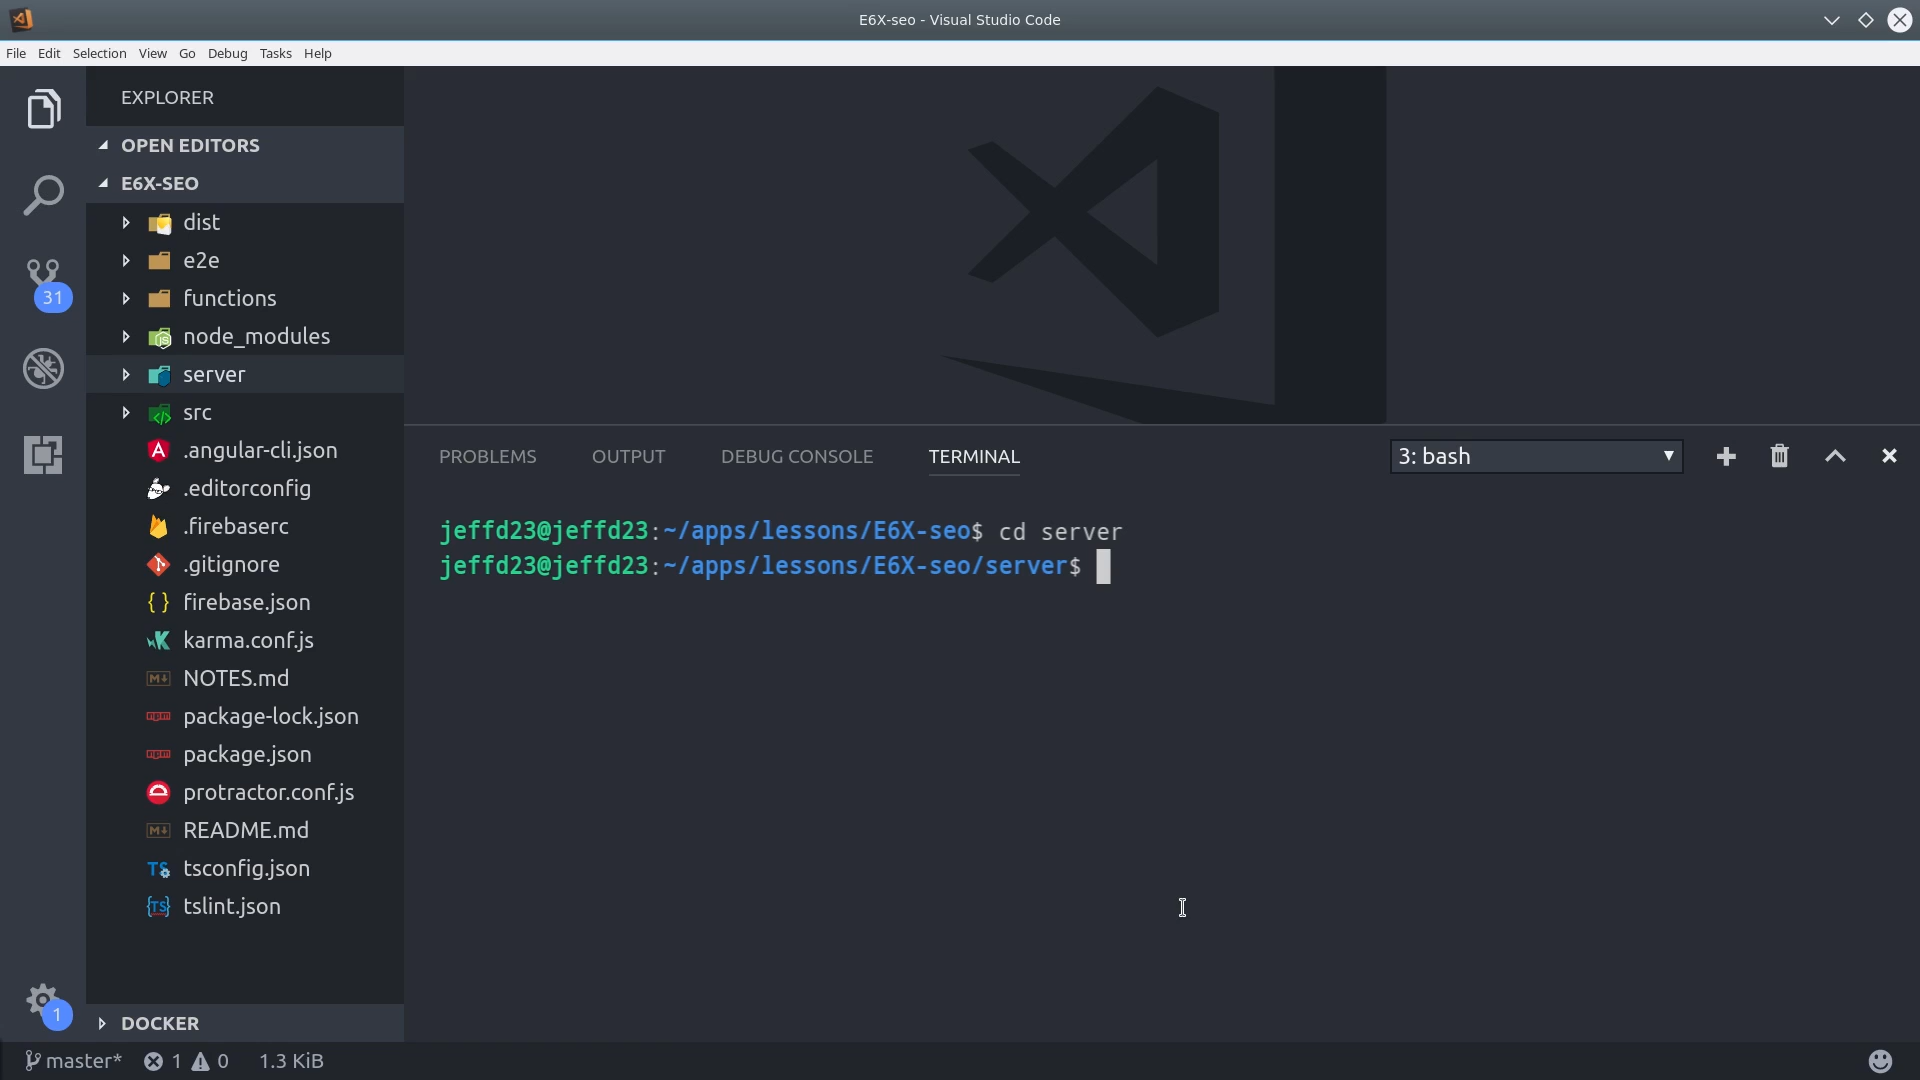 E6X-seo - Visual Studio Code
File Edit Selection View Go Debug Tasks Help
EXPLORER
OPEN EDITORS
E6X-SEO
dist
e2e
functions
node_modules
server
src
.angular-cli.json
.editorconfig
.firebaserc
.gitignore
firebase.json
karma.conf.js
NOTES.md
package-lock.json
package.json
protractor.conf.js
README.md
tsconfig.json
tslint.json
DOCKER
31
1
PROBLEMS OUTPUT DEBUG CONSOLE TERMINAL 3: bash
jeffd23@jeffd23:~/apps/lessons/E6X-seo$ cd server
jeffd23@jeffd23:~/apps/lessons/E6X-seo/server$
master* 1 0 1.3 KiB